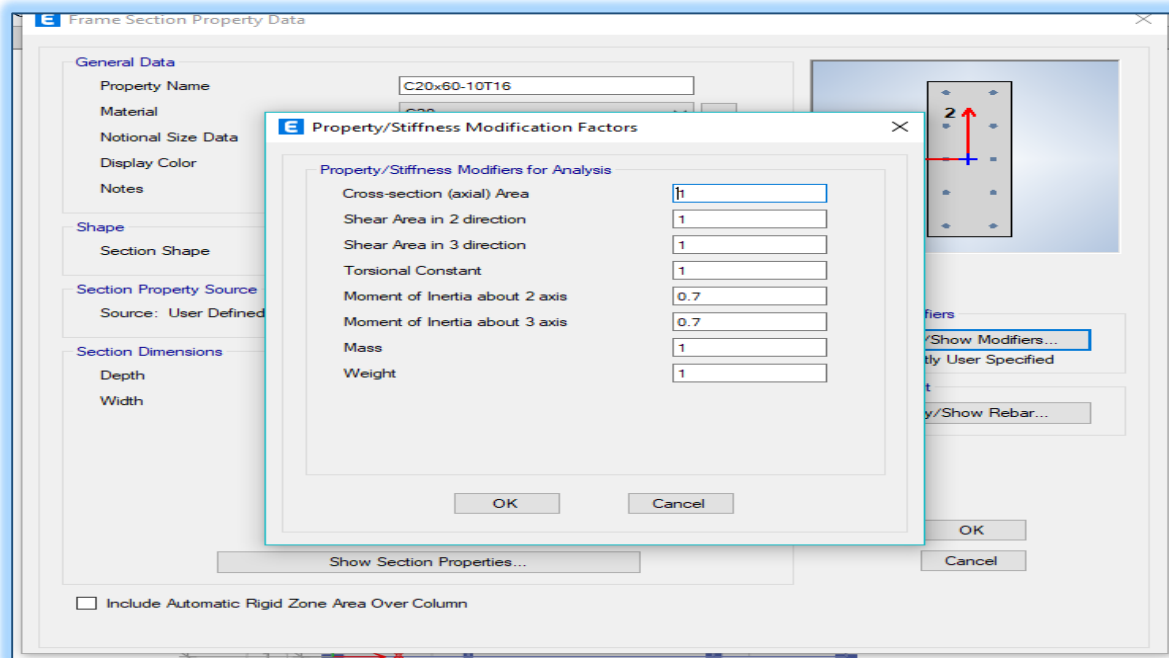 E Frame Section Property Data
General Data
Property Name C20x60-10T16
Material C20
Notional Size Data
Display Color
Notes
Shape
Section Shape
Section Property Source
Source: User Defined
Section Dimensions
Depth
Width
Show Section Properties...
Include Automatic Rigid Zone Area Over Column
2
fiers
/Show Modifiers...
tly User Specified
t
y/Show Rebar...
OK
Cancel
E Property/Stiffness Modification Factors
Property/Stiffness Modifiers for Analysis
Cross-section (axial) Area 1
Shear Area in 2 direction 1
Shear Area in 3 direction 1
Torsional Constant 1
Moment of Inertia about 2 axis 0.7
Moment of Inertia about 3 axis 0.7
Mass 1
Weight 1
OK Cancel